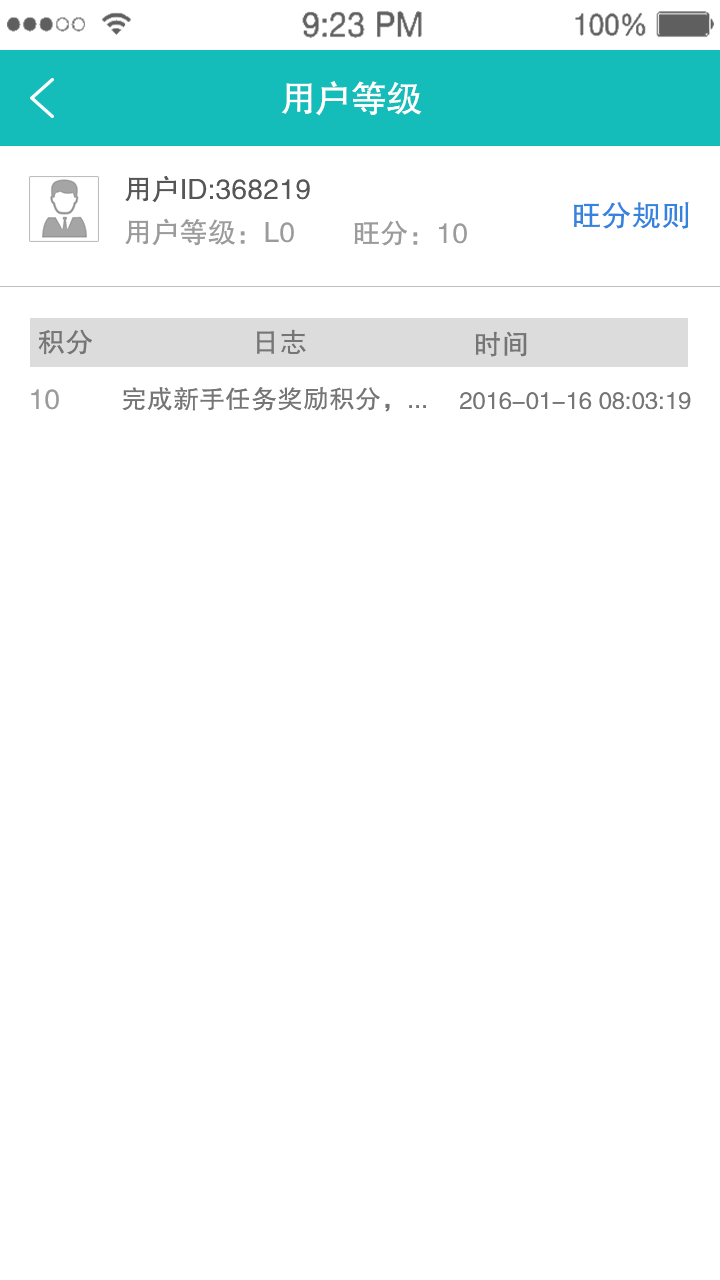 9:23 PM 100%
用户等级
用户ID:368219
用户等级：L0 旺分：10
旺分规则
积分 日志 时间
10 完成新手任务奖励积分，... 2016-01-16 08:03:19